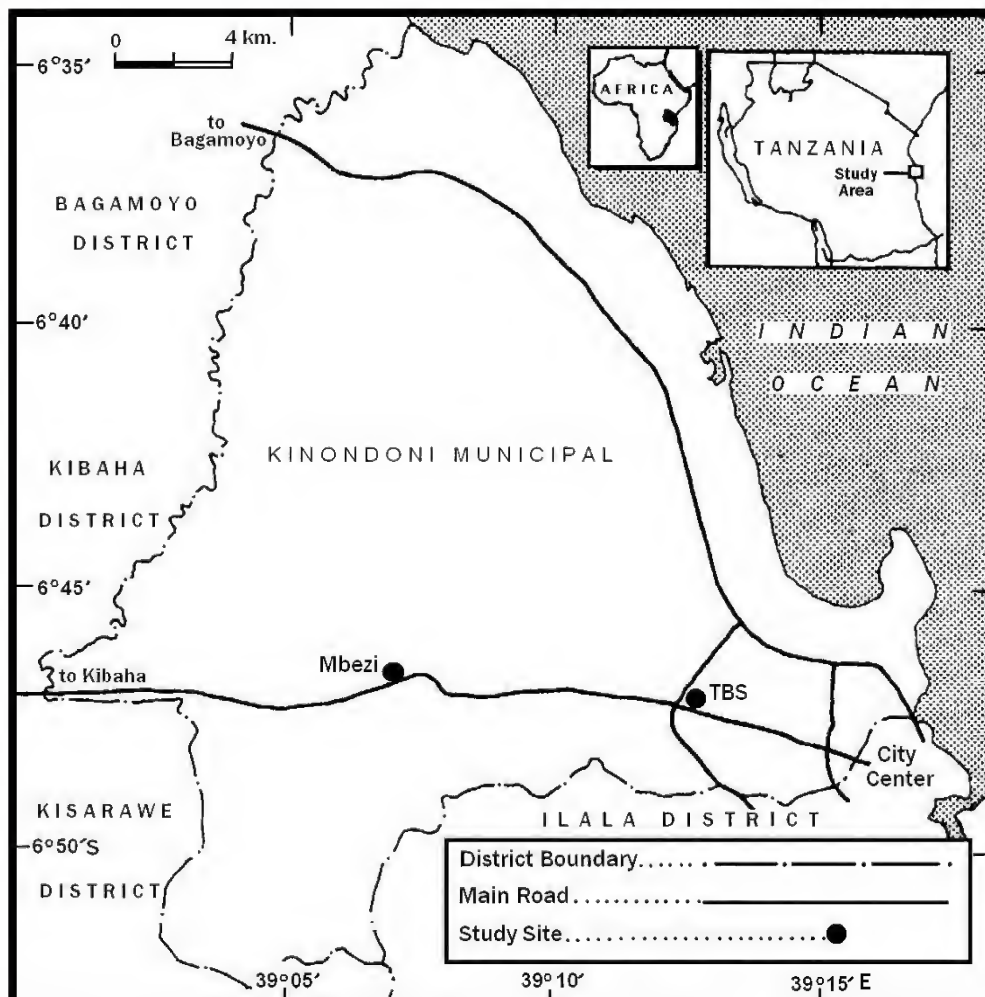 0 4 km.
6°35'
to
Bagamoyo
AFRICA
TANZANIA
Study
Area
BAGAMOYO
DISTRICT
6°40'
INDIAN
OCEAN
KINONDONI MUNICIPAL
KIBAHA
DISTRICT
6°45'
to Kibaha
Mbezi
TBS
City
Center
KISARAWE
DISTRICT
6°50'S
ILALA DISTRICT
District Boundary
Main Road
Study Site
39°05'
39°10'
39°15' E